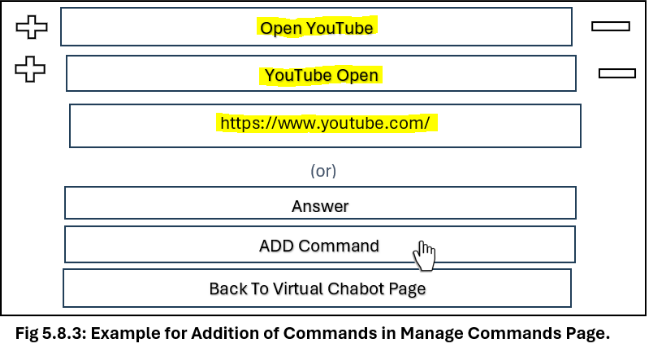 Open YouTube
YouTube Open
https://www.youtube.com/
(or)
Answer
ADD Command
Back To Virtual Chabot Page
Fig 5.8.3: Example for Addition of Commands in Manage Commands Page.